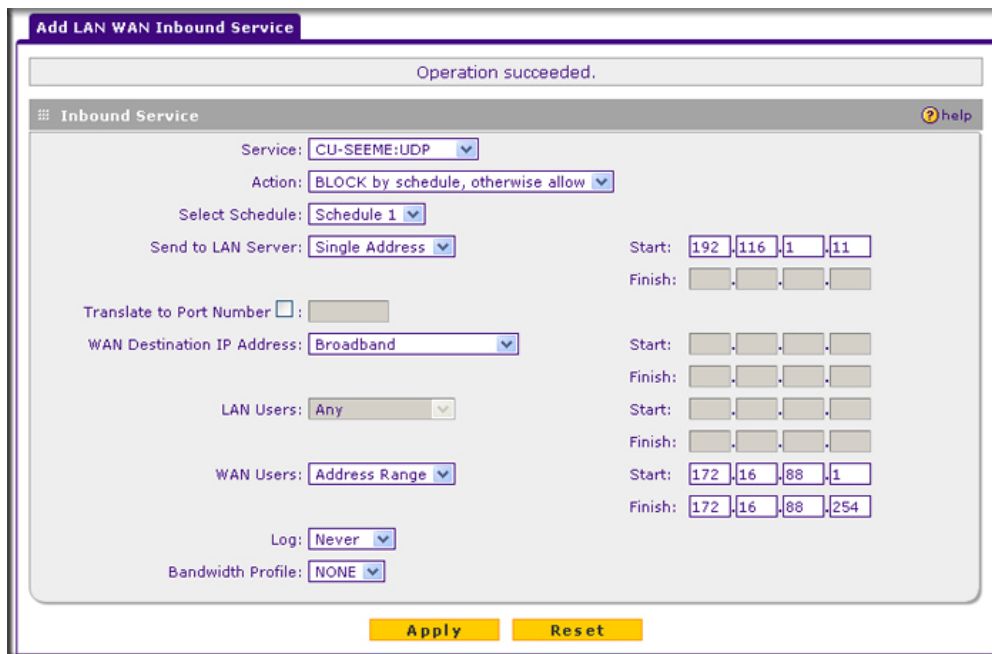 Add LAN WAN Inbound Service
Operation succeeded.
Inbound Service
help
Service: CU-SEEME:UDP
Action: BLOCK by schedule, otherwise allow
Select Schedule: Schedule 1
Send to LAN Server: Single Address Start: 192 .116 .1 .11
Finish: . . .
Translate to Port Number :
WAN Destination IP Address: Broadband Start: . . .
Finish: . . .
LAN Users: Any Start: . . .
Finish: . . .
WAN Users: Address Range Start: 172 .16 .88 .1
Finish: 172 .16 .88 .254
Log: Never
Bandwidth Profile: NONE
Apply Reset